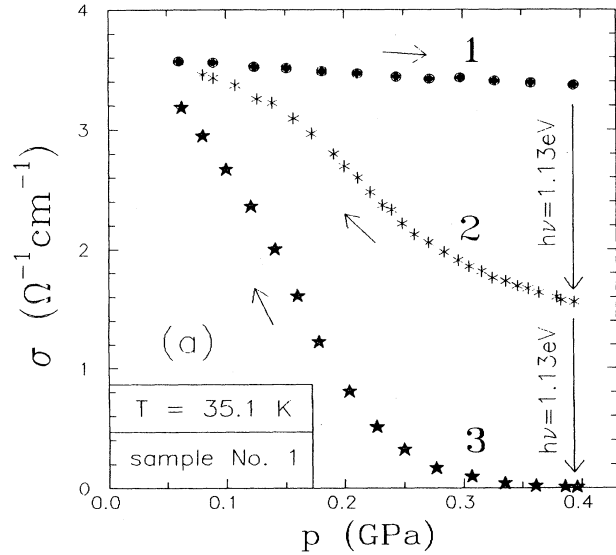 4
3
2
1
0
σ (Ω⁻¹cm⁻¹)
1
2
3
hν=1.13eV
hν=1.13eV
(a)
T = 35.1 K
sample No. 1
0.0
0.1
0.2
0.3
0.4
p (GPa)